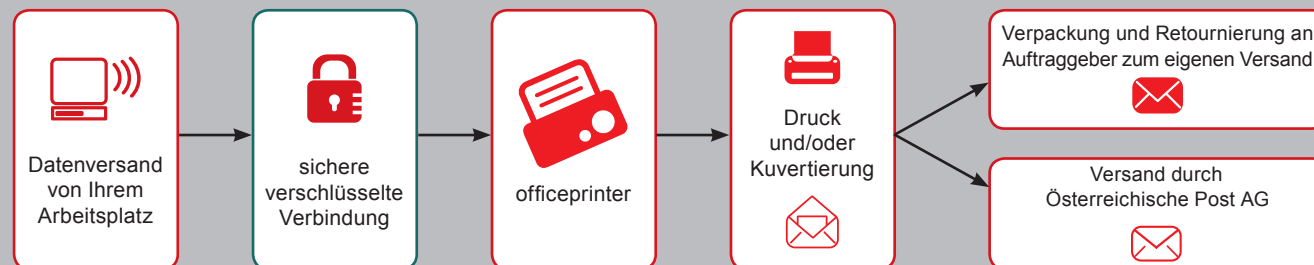 Datenversand
von Ihrem
Arbeitsplatz
sichere
verschlüsselte
Verbindung
officeprinter
Druck
und/oder
Kuvertierung
Verpackung und Retournierung an
Auftraggeber zum eigenen Versand
Versand durch
Österreichische Post AG